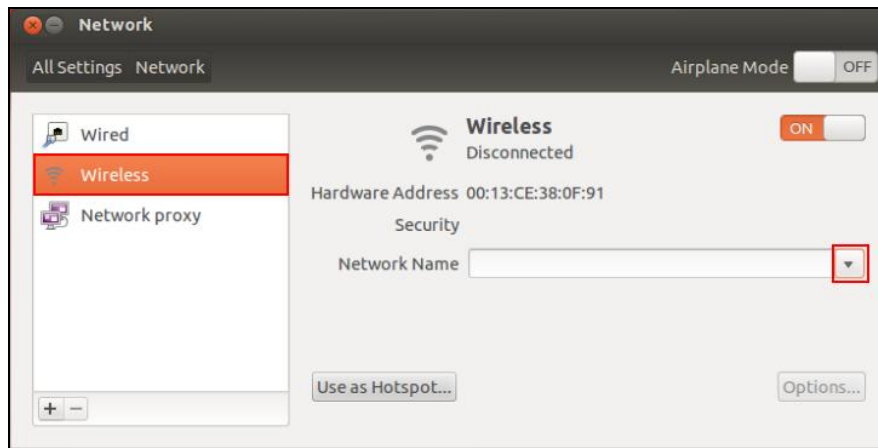 Network
All Settings Network
Airplane Mode OFF
Wired
Wireless
Network proxy
Wireless
ON
Disconnected
Hardware Address 00:13:CE:38:0F:91
Security
Network Name
Use as Hotspot...
Options...
+ −